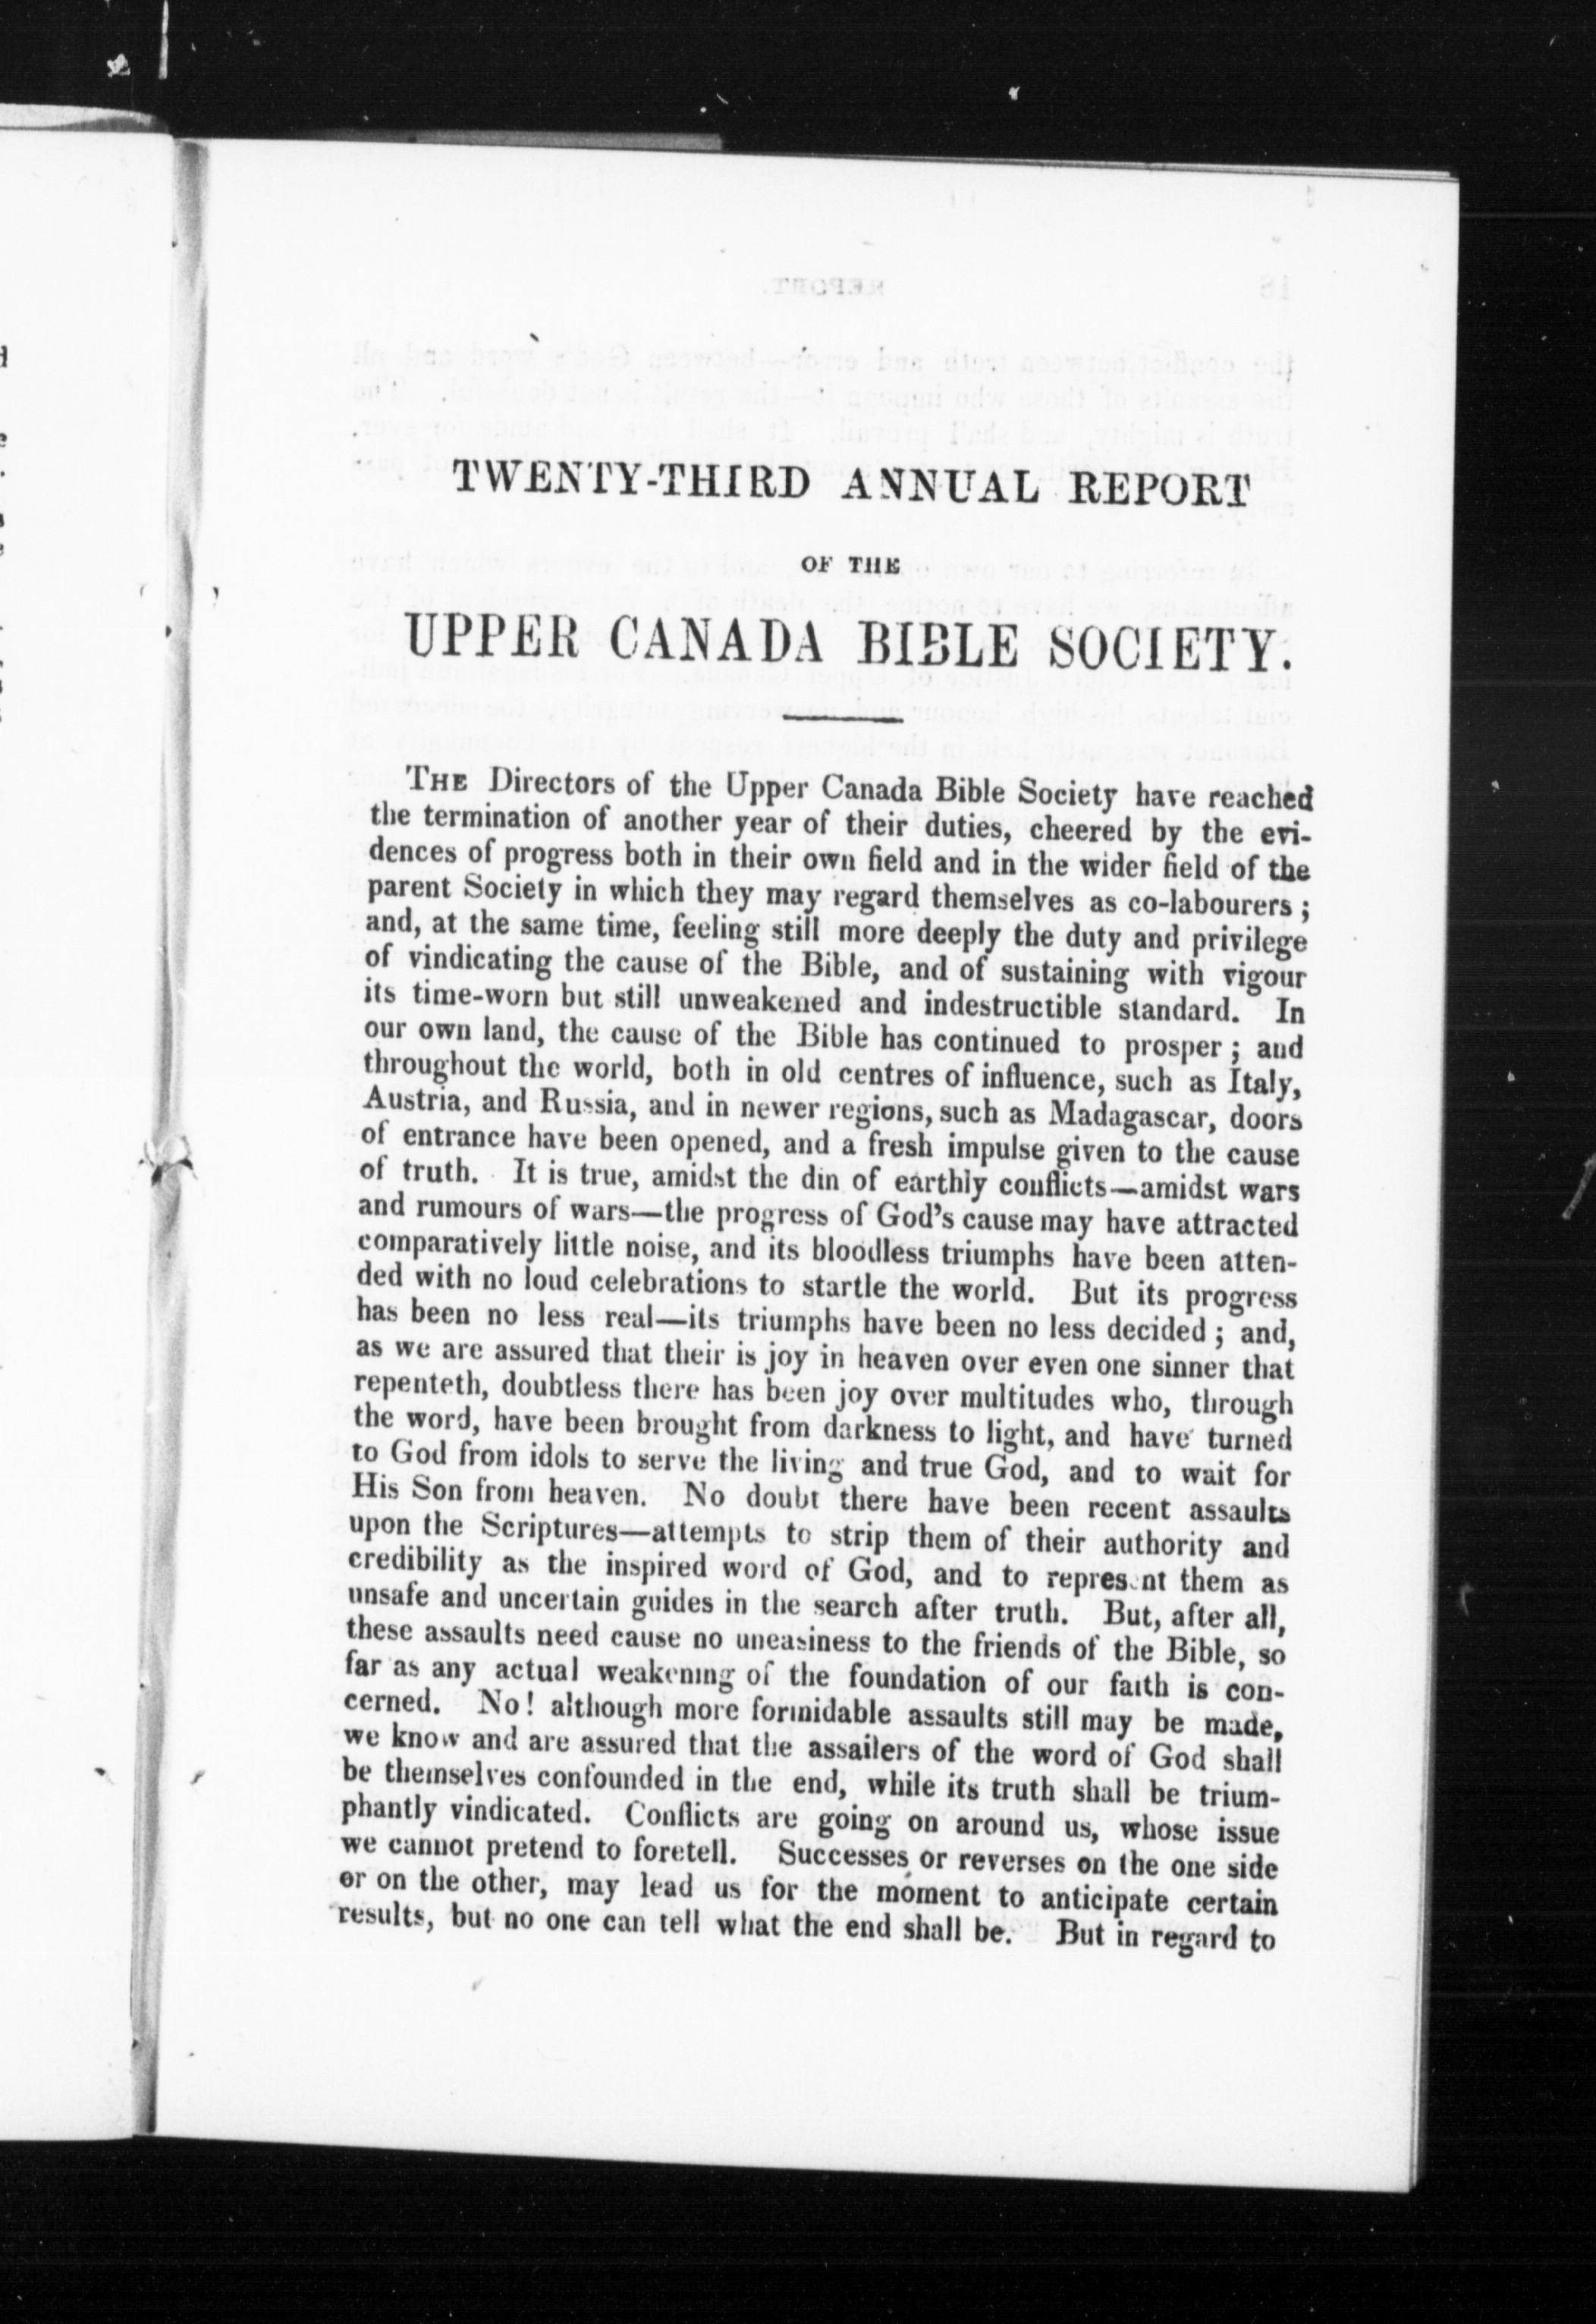 TWENTY-THIRD ANNUAL REPORT
OF THE
UPPER CANADA BIBLE SOCIETY.
THE Directors of the Upper Canada Bible Society have reached
the termination of another year of their duties, cheered by the evi-
dences of progress both in their own field and in the wider field of the
parent Society in which they may regard themselves as co-labourers ;
and, at the same time, feeling still more deeply the duty and privilege
of vindicating the cause of the Bible, and of sustaining with vigour
its time-worn but still unweakened and indestructible standard. In
our own land, the cause of the Bible has continued to prosper ; and
throughout the world, both in old centres of influence, such as Italy,
Austria, and Russia, and in newer regions, such as Madagascar, doors
of entrance have been opened, and a fresh impulse given to the cause
of truth. It is true, amidst the din of earthly conflicts—amidst wars
and rumours of wars—the progress of God's cause may have attracted
comparatively little noise, and its bloodless triumphs have been atten-
ded with no loud celebrations to startle the world. But its progress
has been no less real—its triumphs have been no less decided ; and,
as we are assured that their is joy in heaven over even one sinner that
repenteth, doubtless there has been joy over multitudes who, through
the word, have been brought from darkness to light, and have turned
to God from idols to serve the living and true God, and to wait for
His Son from heaven. No doubt there have been recent assaults
upon the Scriptures—attempts to strip them of their authority and
credibility as the inspired word of God, and to represent them as
unsafe and uncertain guides in the search after truth. But, after all,
these assaults need cause no uneasiness to the friends of the Bible, so
far as any actual weakening of the foundation of our faith is con-
cerned. No! although more formidable assaults still may be made,
we know and are assured that the assailers of the word of God shall
be themselves confounded in the end, while its truth shall be trium-
phantly vindicated. Conflicts are going on around us, whose issue
we cannot pretend to foretell. Successes or reverses on the one side
or on the other, may lead us for the moment to anticipate certain
results, but no one can tell what the end shall be. But in regard to